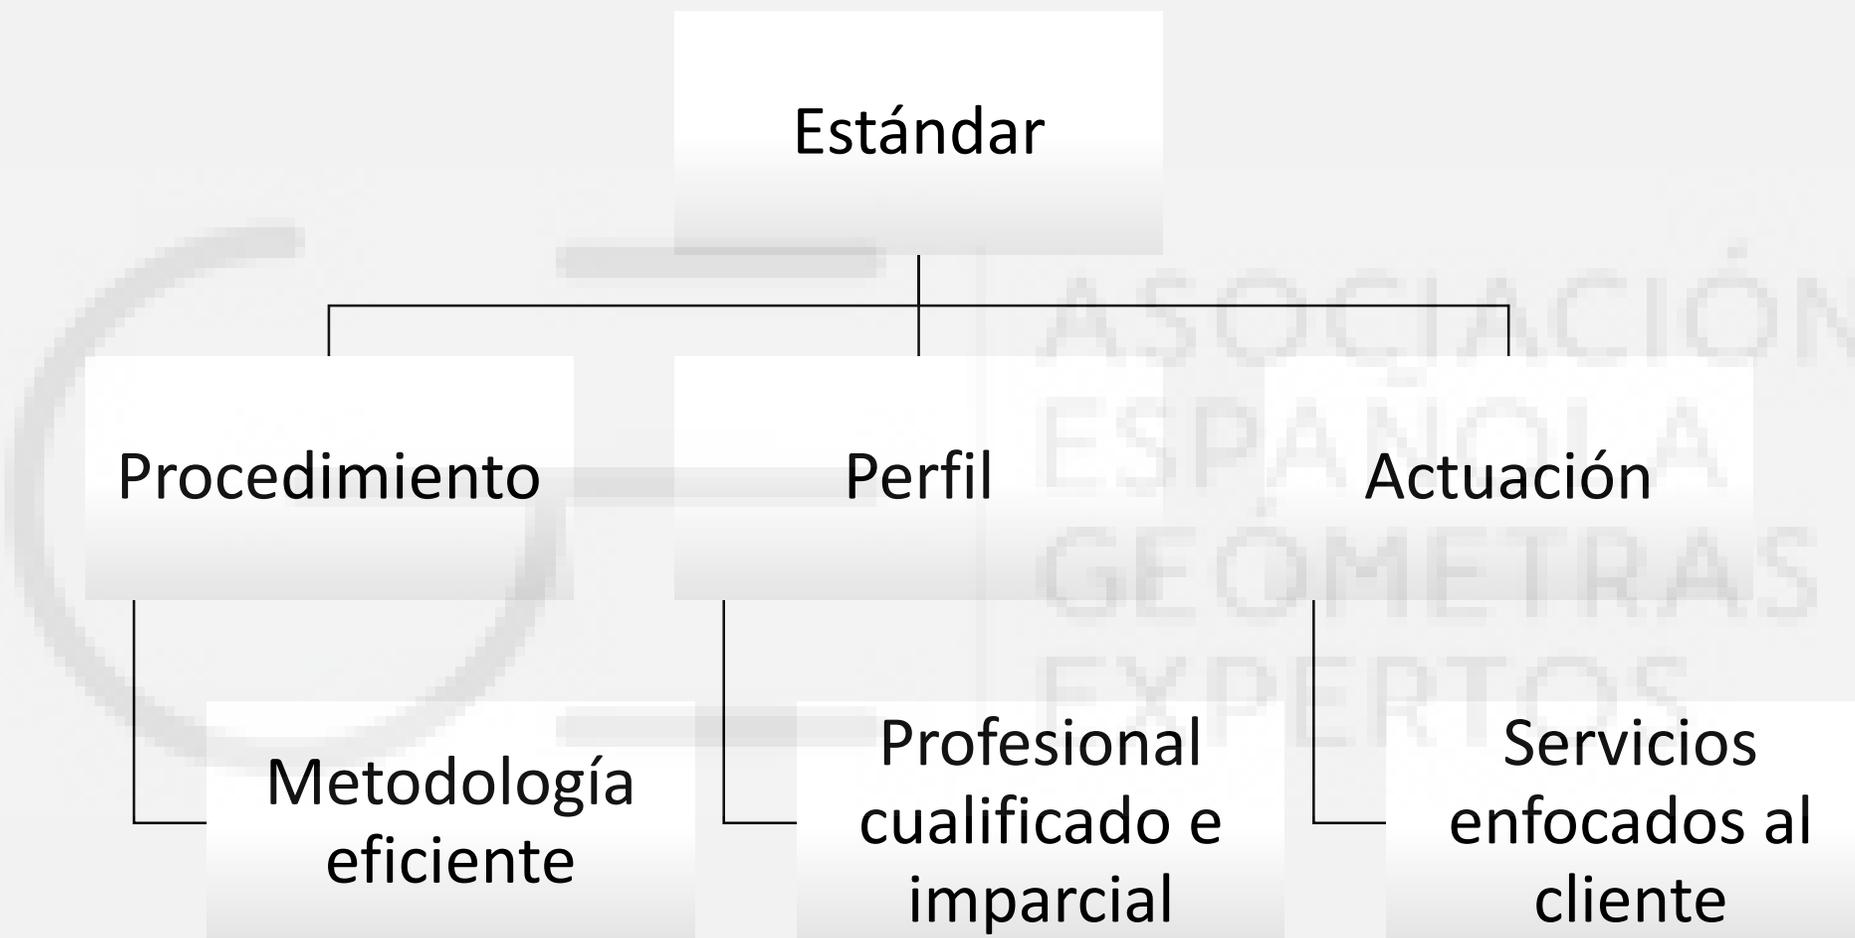 Estándar
ASOCIACIÓN
ESPAÑOLA
GEÓMETRAS
EXPERTOS
Procedimiento
Perfil
Actuación
Metodología
eficiente
Profesional
cualificado e
imparcial
Servicios
enfocados al
cliente